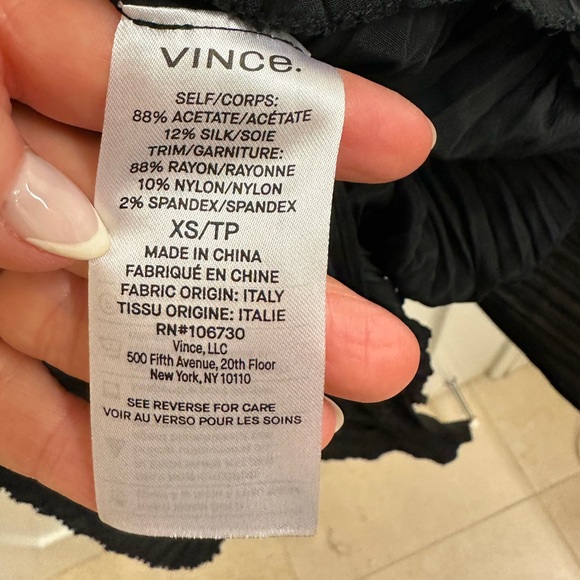 VINCE.
SELF/CORPS:
88% ACETATE/ACÉTATE
12% SILK/SOIE
TRIM/GARNITURE:
88% RAYON/RAYONNE
10% NYLON/NYLON
2% SPANDEX/SPANDEX
XS/TP
MADE IN CHINA
FABRIQUÉ EN CHINE
FABRIC ORIGIN: ITALY
TISSU ORIGINE: ITALIE
RN#106730
Vince, LLC
500 Fifth Avenue, 20th Floor
New York, NY 10110
SEE REVERSE FOR CARE
VOIR AU VERSO POUR LES SOINS